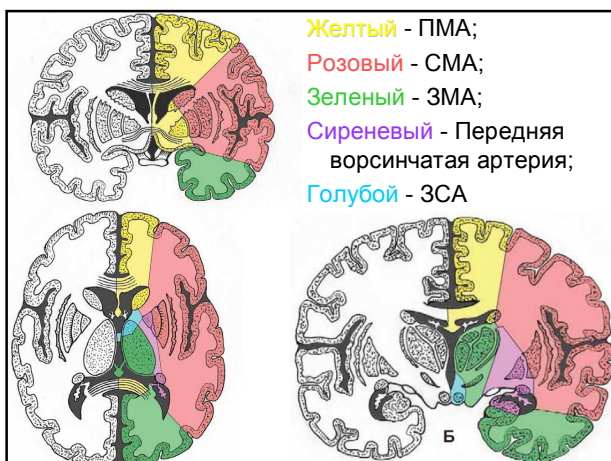 Желтый - ПМА;
Розовый - СМА;
Зеленый - ЗМА;
Сиреневый - Передняя
ворсинчатая артерия;
Голубой - ЗСА
Б